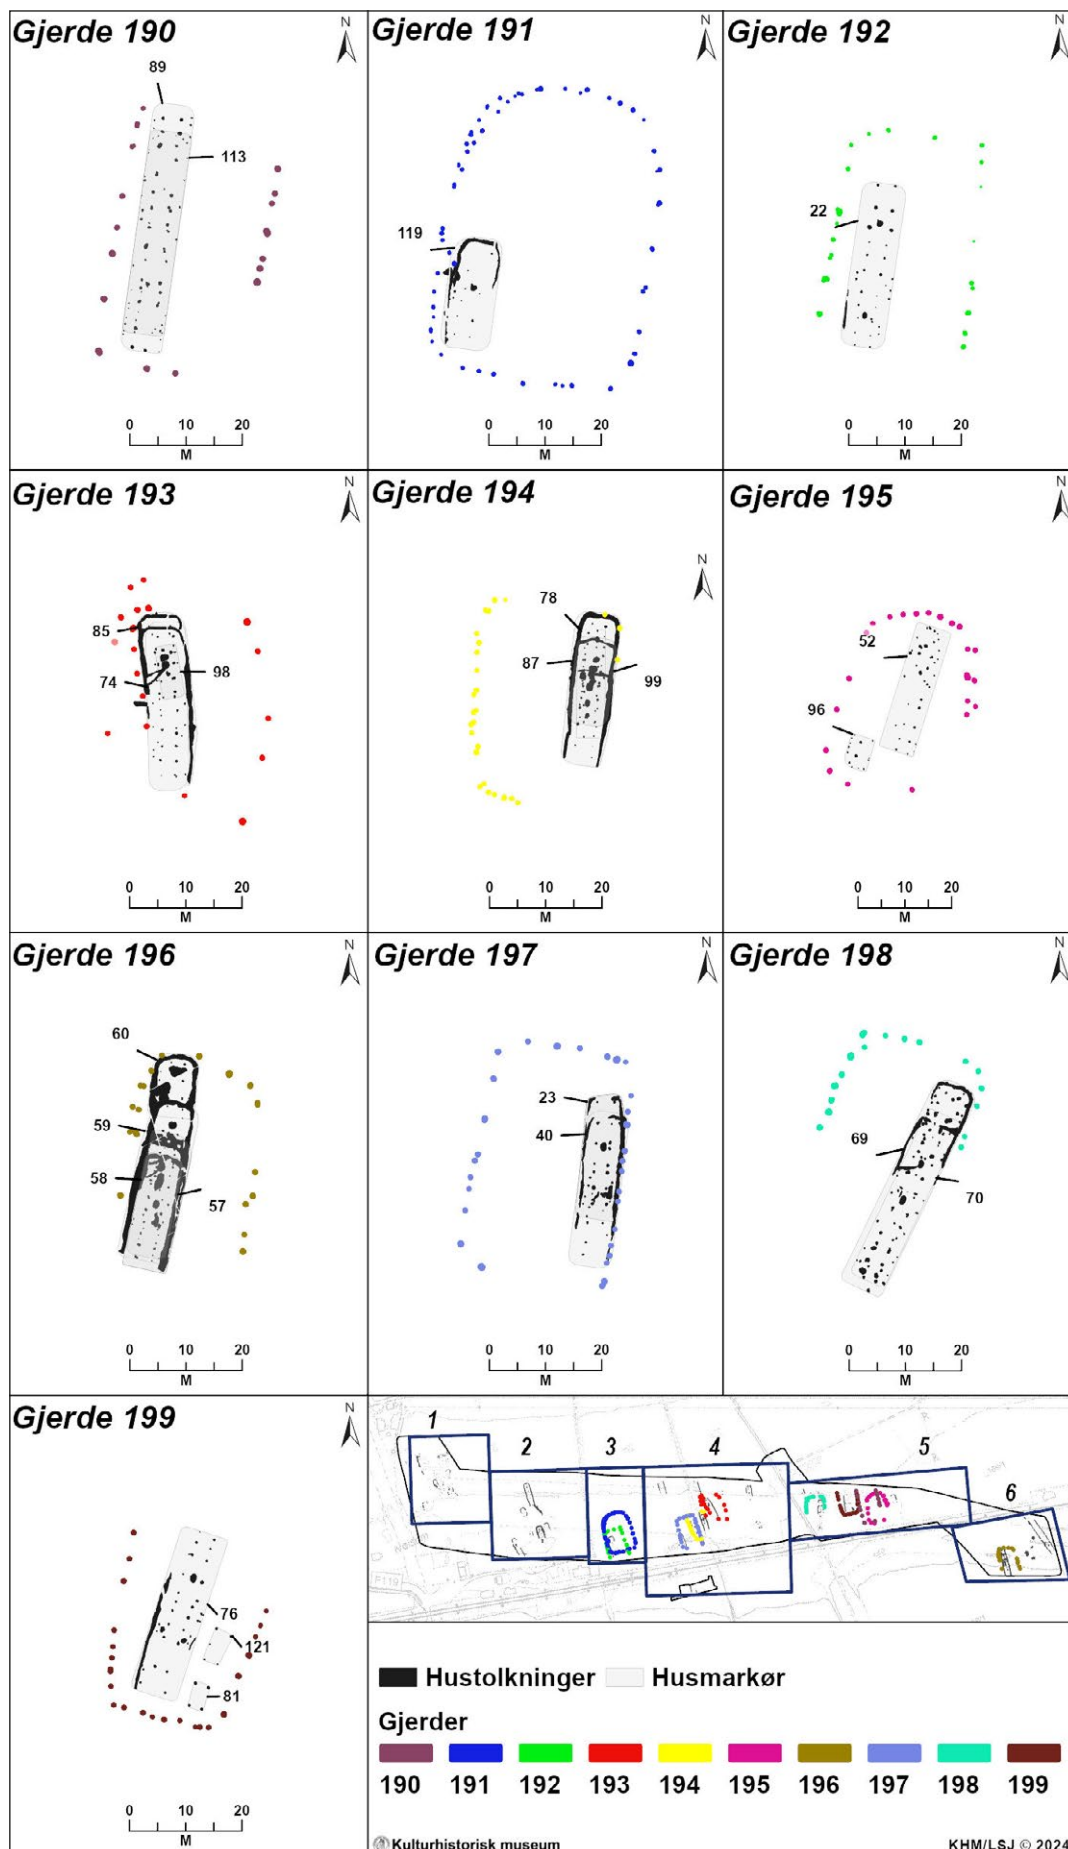 Gjerde 190
N
89
113
0 10 20
M
Gjerde 191
N
119
0 10 20
M
Gjerde 192
N
22
0 10 20
M
Gjerde 193
N
85
74
98
0 10 20
M
Gjerde 194
N
78
87
99
0 10 20
M
Gjerde 195
N
52
96
0 10 20
M
Gjerde 196
N
60
59
58
57
0 10 20
M
Gjerde 197
N
23
40
0 10 20
M
Gjerde 198
N
69
70
0 10 20
M
Gjerde 199
N
76
121
81
0 10 20
M
1 2 3 4 5 6
F119
Hustolkninger Husmarkør
Gjerder
190 191 192 193 194 195 196 197 198 199
Kulturhistorisk museum KHM/LSJ © 2024